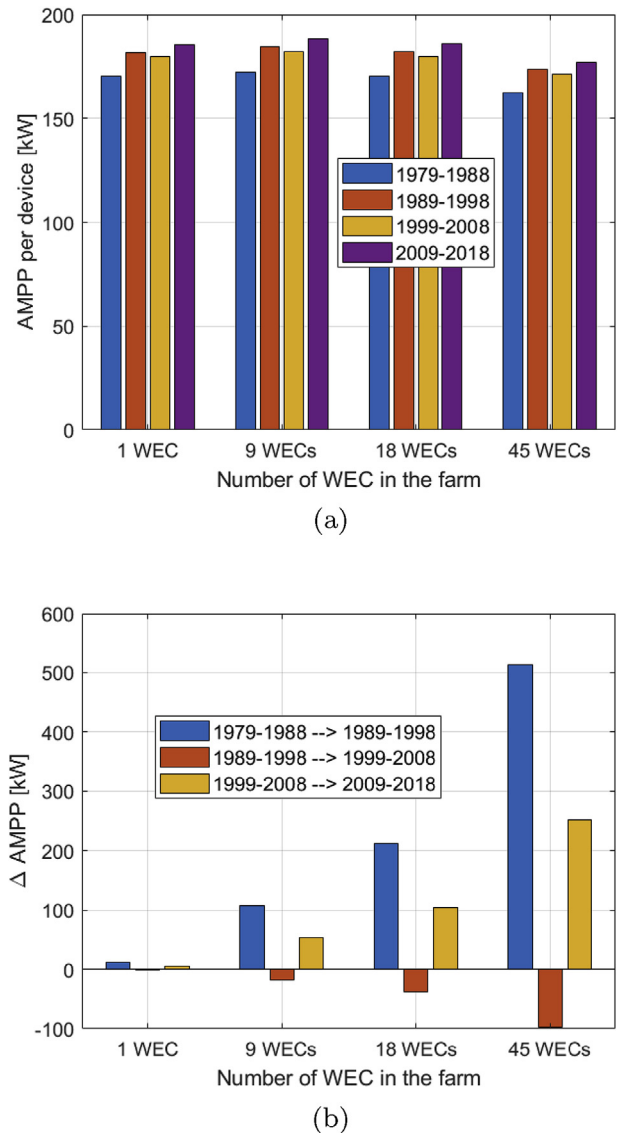 200
150
100
50
0
AMPP per device [kW]
1979-1988
1989-1998
1999-2008
2009-2018
1 WEC 9 WECs 18 WECs 45 WECs
Number of WEC in the farm
(a)
600
500
400
300
200
100
0
-100
Δ AMPP [kW]
1979-1988 --> 1989-1998
1989-1998 --> 1999-2008
1999-2008 --> 2009-2018
1 WEC 9 WECs 18 WECs 45 WECs
Number of WEC in the farm
(b)